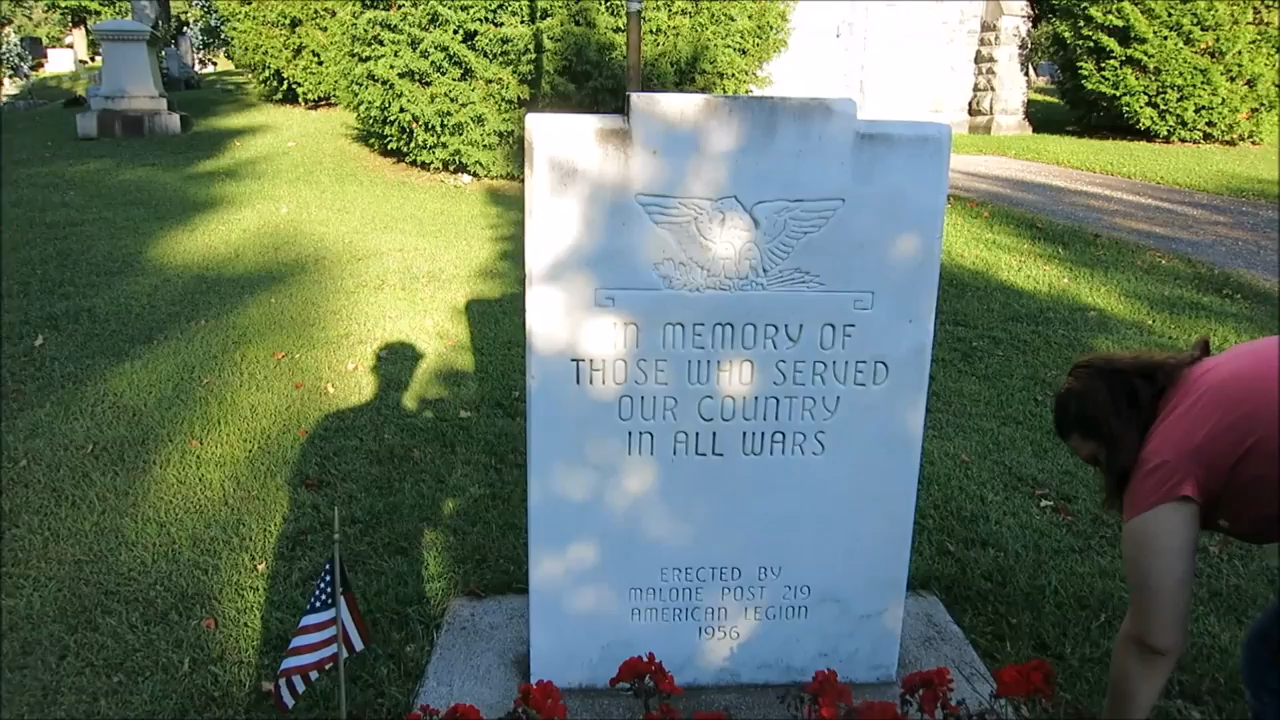 IN MEMORY OF
THOSE WHO SERVED
OUR COUNTRY
IN ALL WARS
ERECTED BY
MALONE POST 219
AMERICAN LEGION
1956